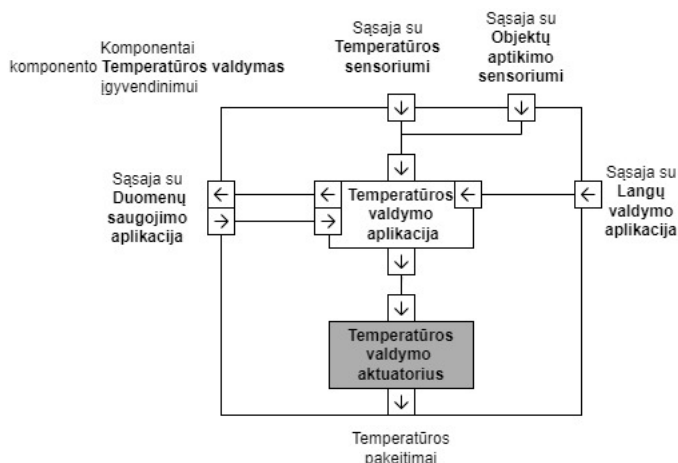 Komponentai
komponento Temperatūros valdymas
įgyvendinimui
Sąsaja su
Temperatūros
sensoriumi
Sąsaja su
Objektų
aptikimo
sensoriumi
Sąsaja su
Duomenų
saugojimo
aplikacija
Temperatūros
valdymo
aplikacija
Sąsaja su
Langų
valdymo
aplikacija
Temperatūros
valdymo
aktuatorius
Temperatūros
pakeitimai